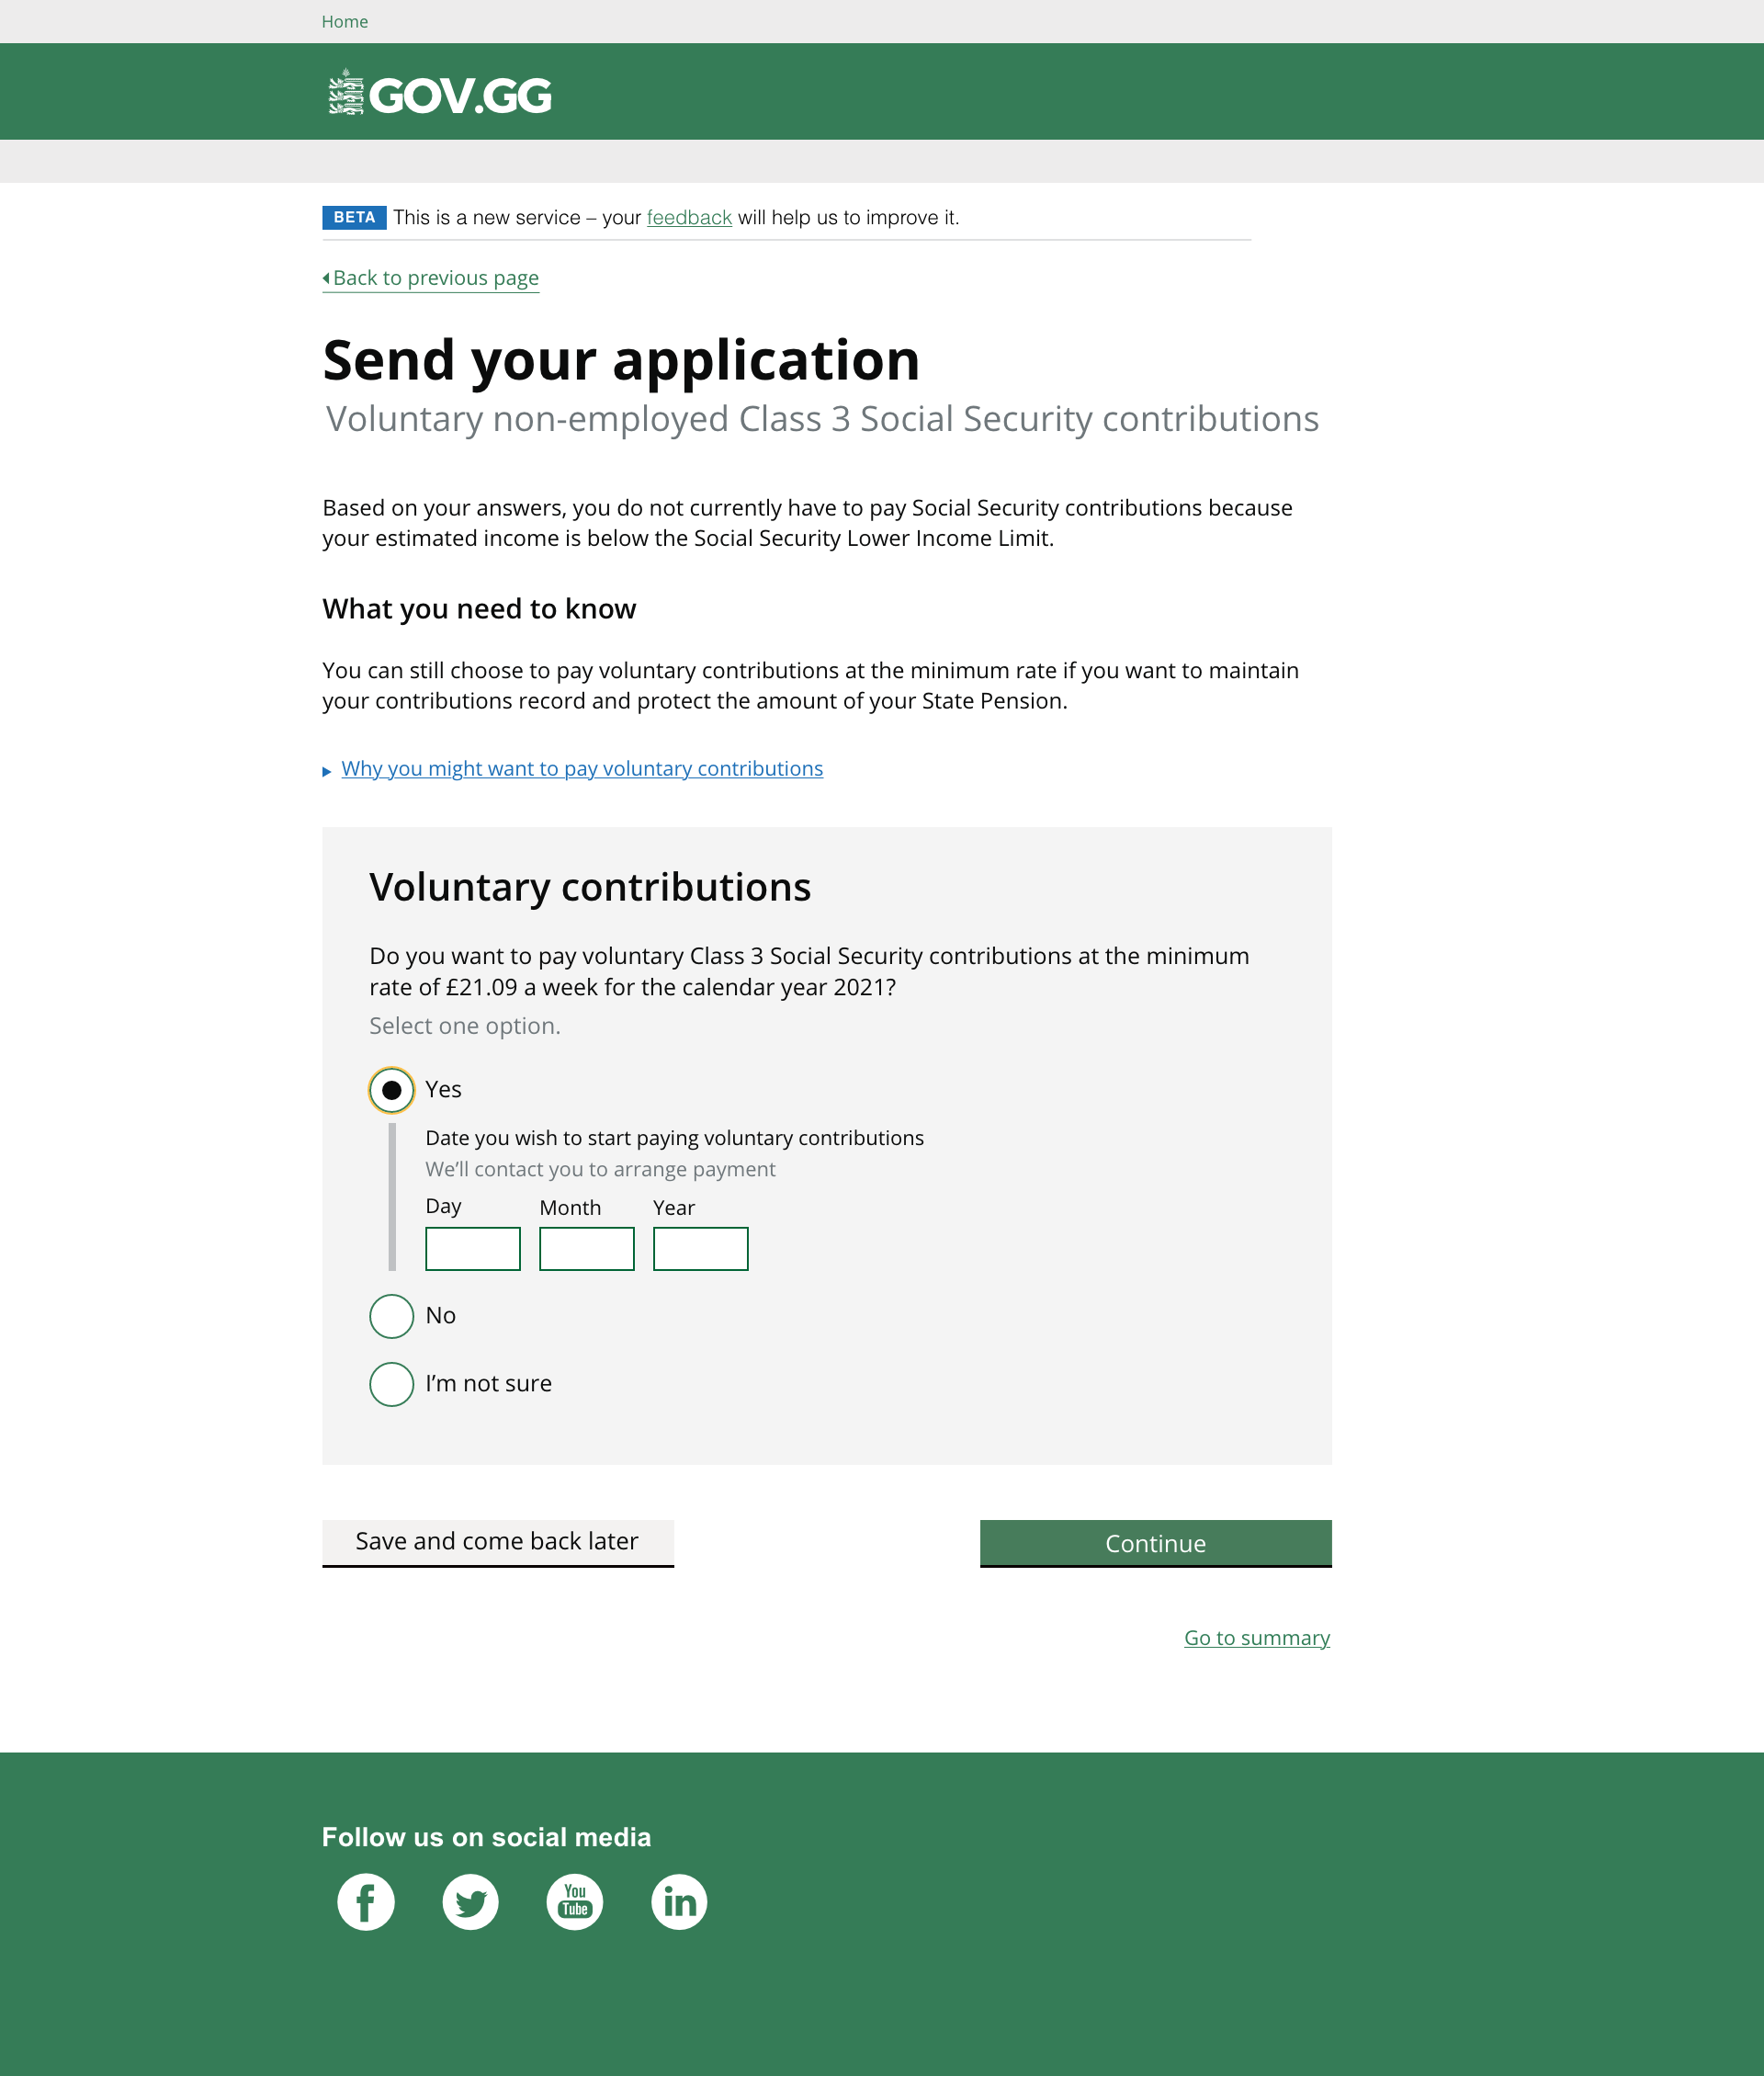 Home
GOV.GG
BETA This is a new service – your feedback will help us to improve it.
Back to previous page
Send your application
Voluntary non-employed Class 3 Social Security contributions
Based on your answers, you do not currently have to pay Social Security contributions because
your estimated income is below the Social Security Lower Income Limit.
What you need to know
You can still choose to pay voluntary contributions at the minimum rate if you want to maintain
your contributions record and protect the amount of your State Pension.
Why you might want to pay voluntary contributions
Voluntary contributions
Do you want to pay voluntary Class 3 Social Security contributions at the minimum
rate of £21.09 a week for the calendar year 2021?
Select one option.
Yes
Date you wish to start paying voluntary contributions
We’ll contact you to arrange payment
Day Month Year
No
I’m not sure
Save and come back later Continue
Go to summary
Follow us on social media
You
Tube
in